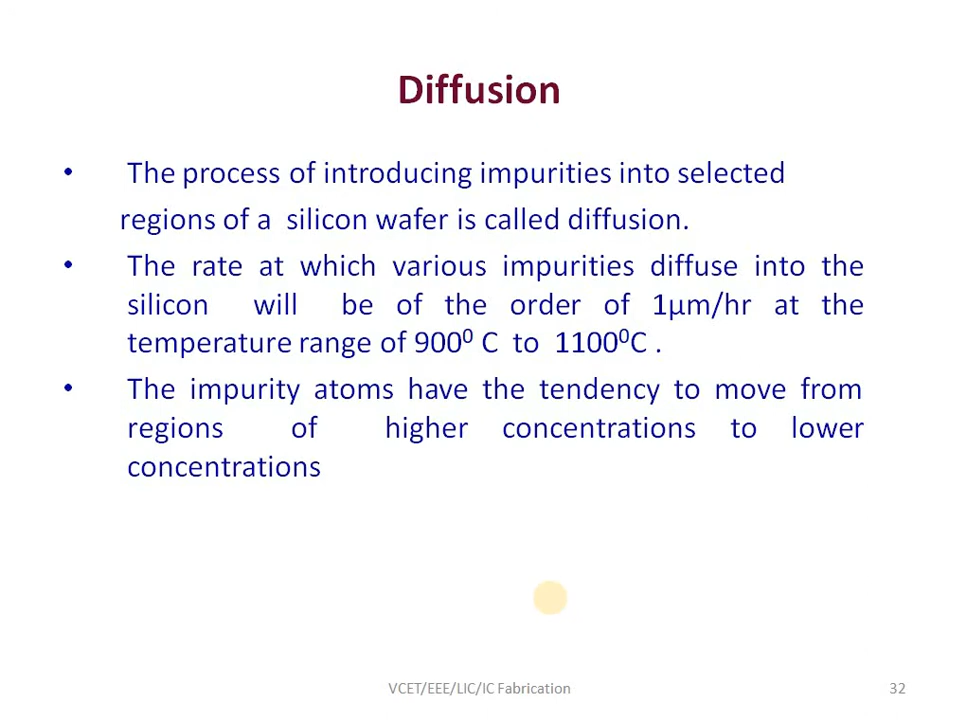 Diffusion
• The process of introducing impurities into selected
regions of a silicon wafer is called diffusion.
• The rate at which various impurities diffuse into the
silicon will be of the order of 1μm/hr at the
temperature range of 900⁰ C to 1100⁰C .
• The impurity atoms have the tendency to move from
regions of higher concentrations to lower
concentrations
VCET/EEE/LIC/IC Fabrication
32